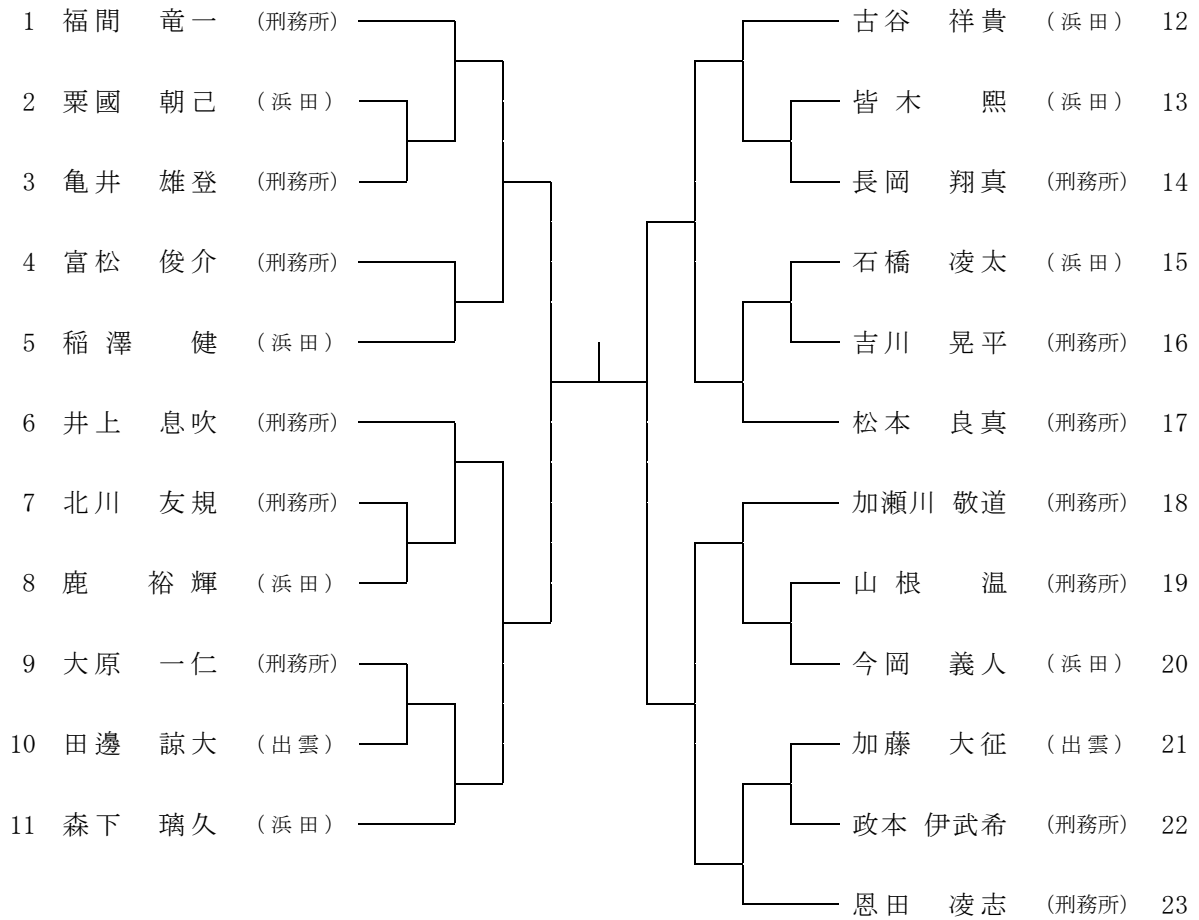 1 福間 竜一 (刑務所)
2 栗國 朝己 (浜田)
3 亀井 雄登 (刑務所)
4 富松 俊介 (刑務所)
5 稲澤 健 (浜田)
6 井上 息吹 (刑務所)
7 北川 友規 (刑務所)
8 鹿 裕輝 (浜田)
9 大原 一仁 (刑務所)
10 田邊 諒大 (出雲)
11 森下 璃久 (浜田)
古谷 祥貴 (浜田) 12
皆木 熙 (浜田) 13
長岡 翔真 (刑務所) 14
石橋 凌太 (浜田) 15
吉川 晃平 (刑務所) 16
松本 良真 (刑務所) 17
加瀬川 敬道 (刑務所) 18
山根 温 (刑務所) 19
今岡 義人 (浜田) 20
加藤 大征 (出雲) 21
政本 伊武希 (刑務所) 22
恩田 凌志 (刑務所) 23